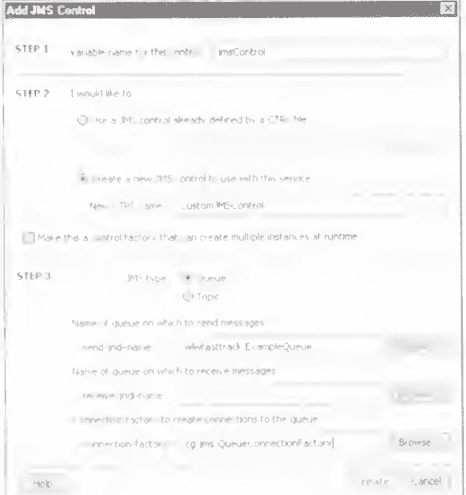 Add JMS Control
STEP 1 variable name for this control: jmsControl
STEP 2 I would like to
Use a JMS control already defined by a CTRL file
Create a new JMS control to use with this service
New CTRL name: CustomJMSControl
Make this a control factory that can create multiple instances at runtime
STEP 3 JMS type: Queue
Topic
Name of queue on which to send messages
send-jndi-name: wlwfasttrack.ExampleQueue
Name of queue on which to receive messages
receive-jndi-name:
connection factory to create connections to the queue
connection-factory: cg.jms.QueueConnectionFactory
Browse
Help Create Cancel